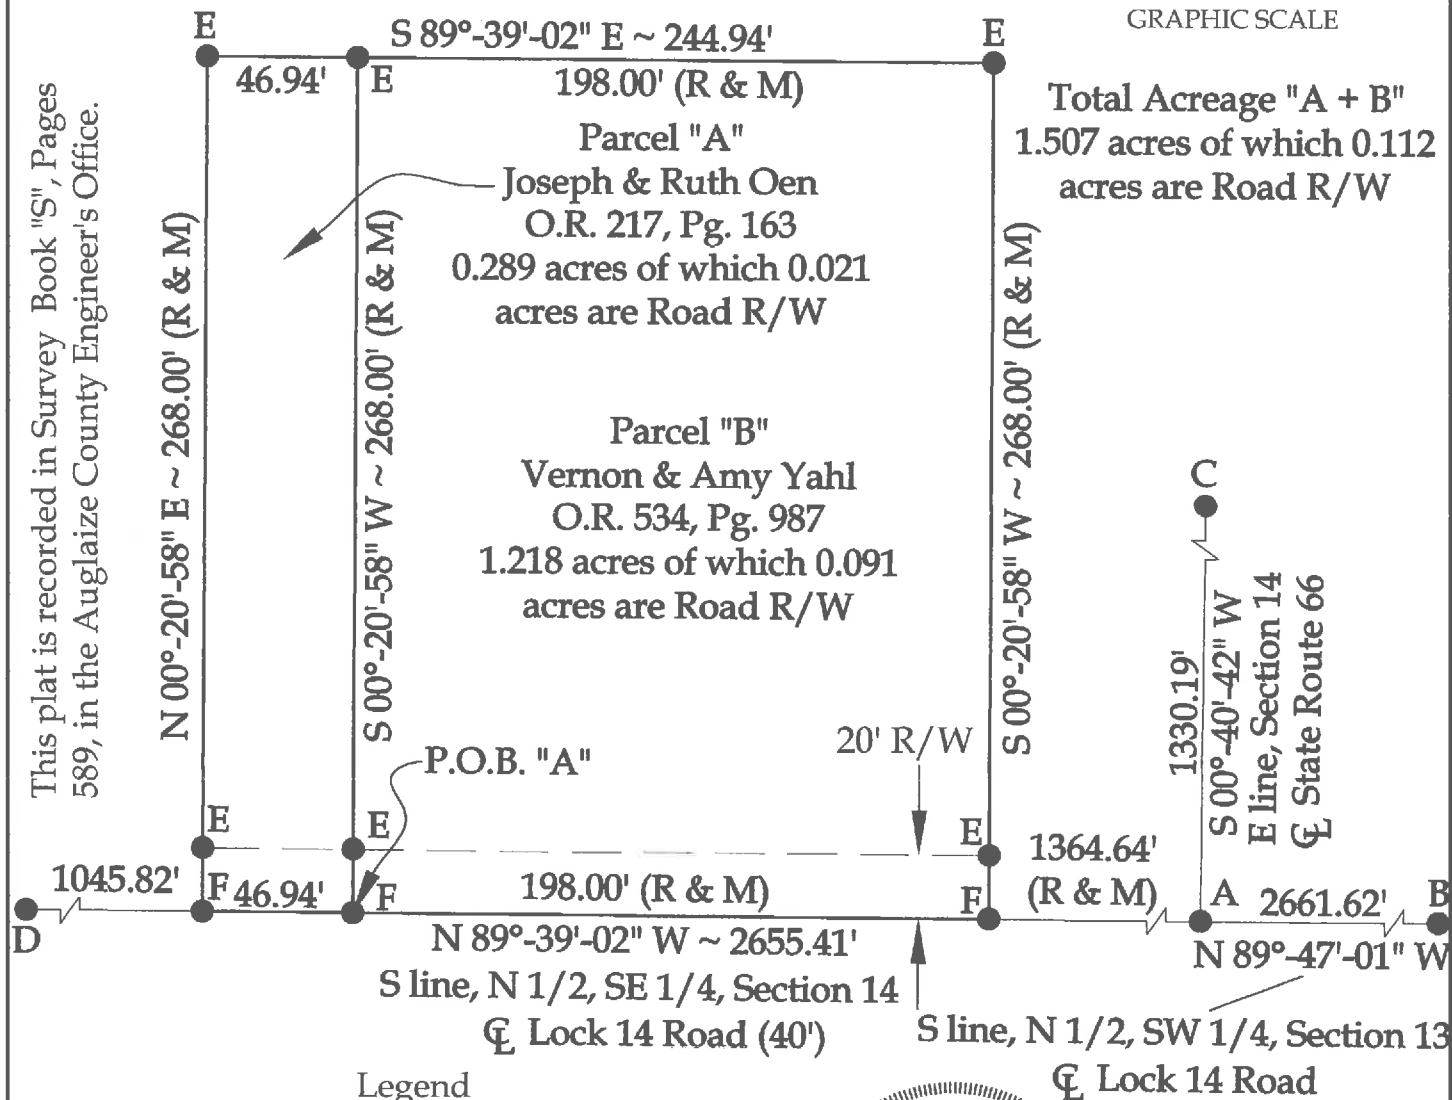 GRAPHIC SCALE
E
S 89°-39'-02" E ~ 244.94'
E
46.94'
E
198.00' (R & M)
Total Acreage "A + B"
1.507 acres of which 0.112
acres are Road R/W
This plat is recorded in Survey Book "S", Pages
589, in the Auglaize County Engineer's Office.
Parcel "A"
Joseph & Ruth Oen
O.R. 217, Pg. 163
0.289 acres of which 0.021
acres are Road R/W
N 00°-20'-58" E ~ 268.00' (R & M)
S 00°-20'-58" W ~ 268.00' (R & M)
S 00°-20'-58" W ~ 268.00' (R & M)
Parcel "B"
Vernon & Amy Yahl
O.R. 534, Pg. 987
1.218 acres of which 0.091
acres are Road R/W
C
1330.19'
S 00°-40'-42" W
E line, Section 14
℄ State Route 66
P.O.B. "A"
20' R/W
E
E
E
1045.82'
F
46.94'
F
198.00' (R & M)
F
1364.64'
(R & M)
A
2661.62'
B
D
N 89°-39'-02" W ~ 2655.41'
N 89°-47'-01" W
S line, N 1/2, SE 1/4, Section 14
℄ Lock 14 Road (40')
S line, N 1/2, SW 1/4, Section 13
℄ Lock 14 Road
Legend